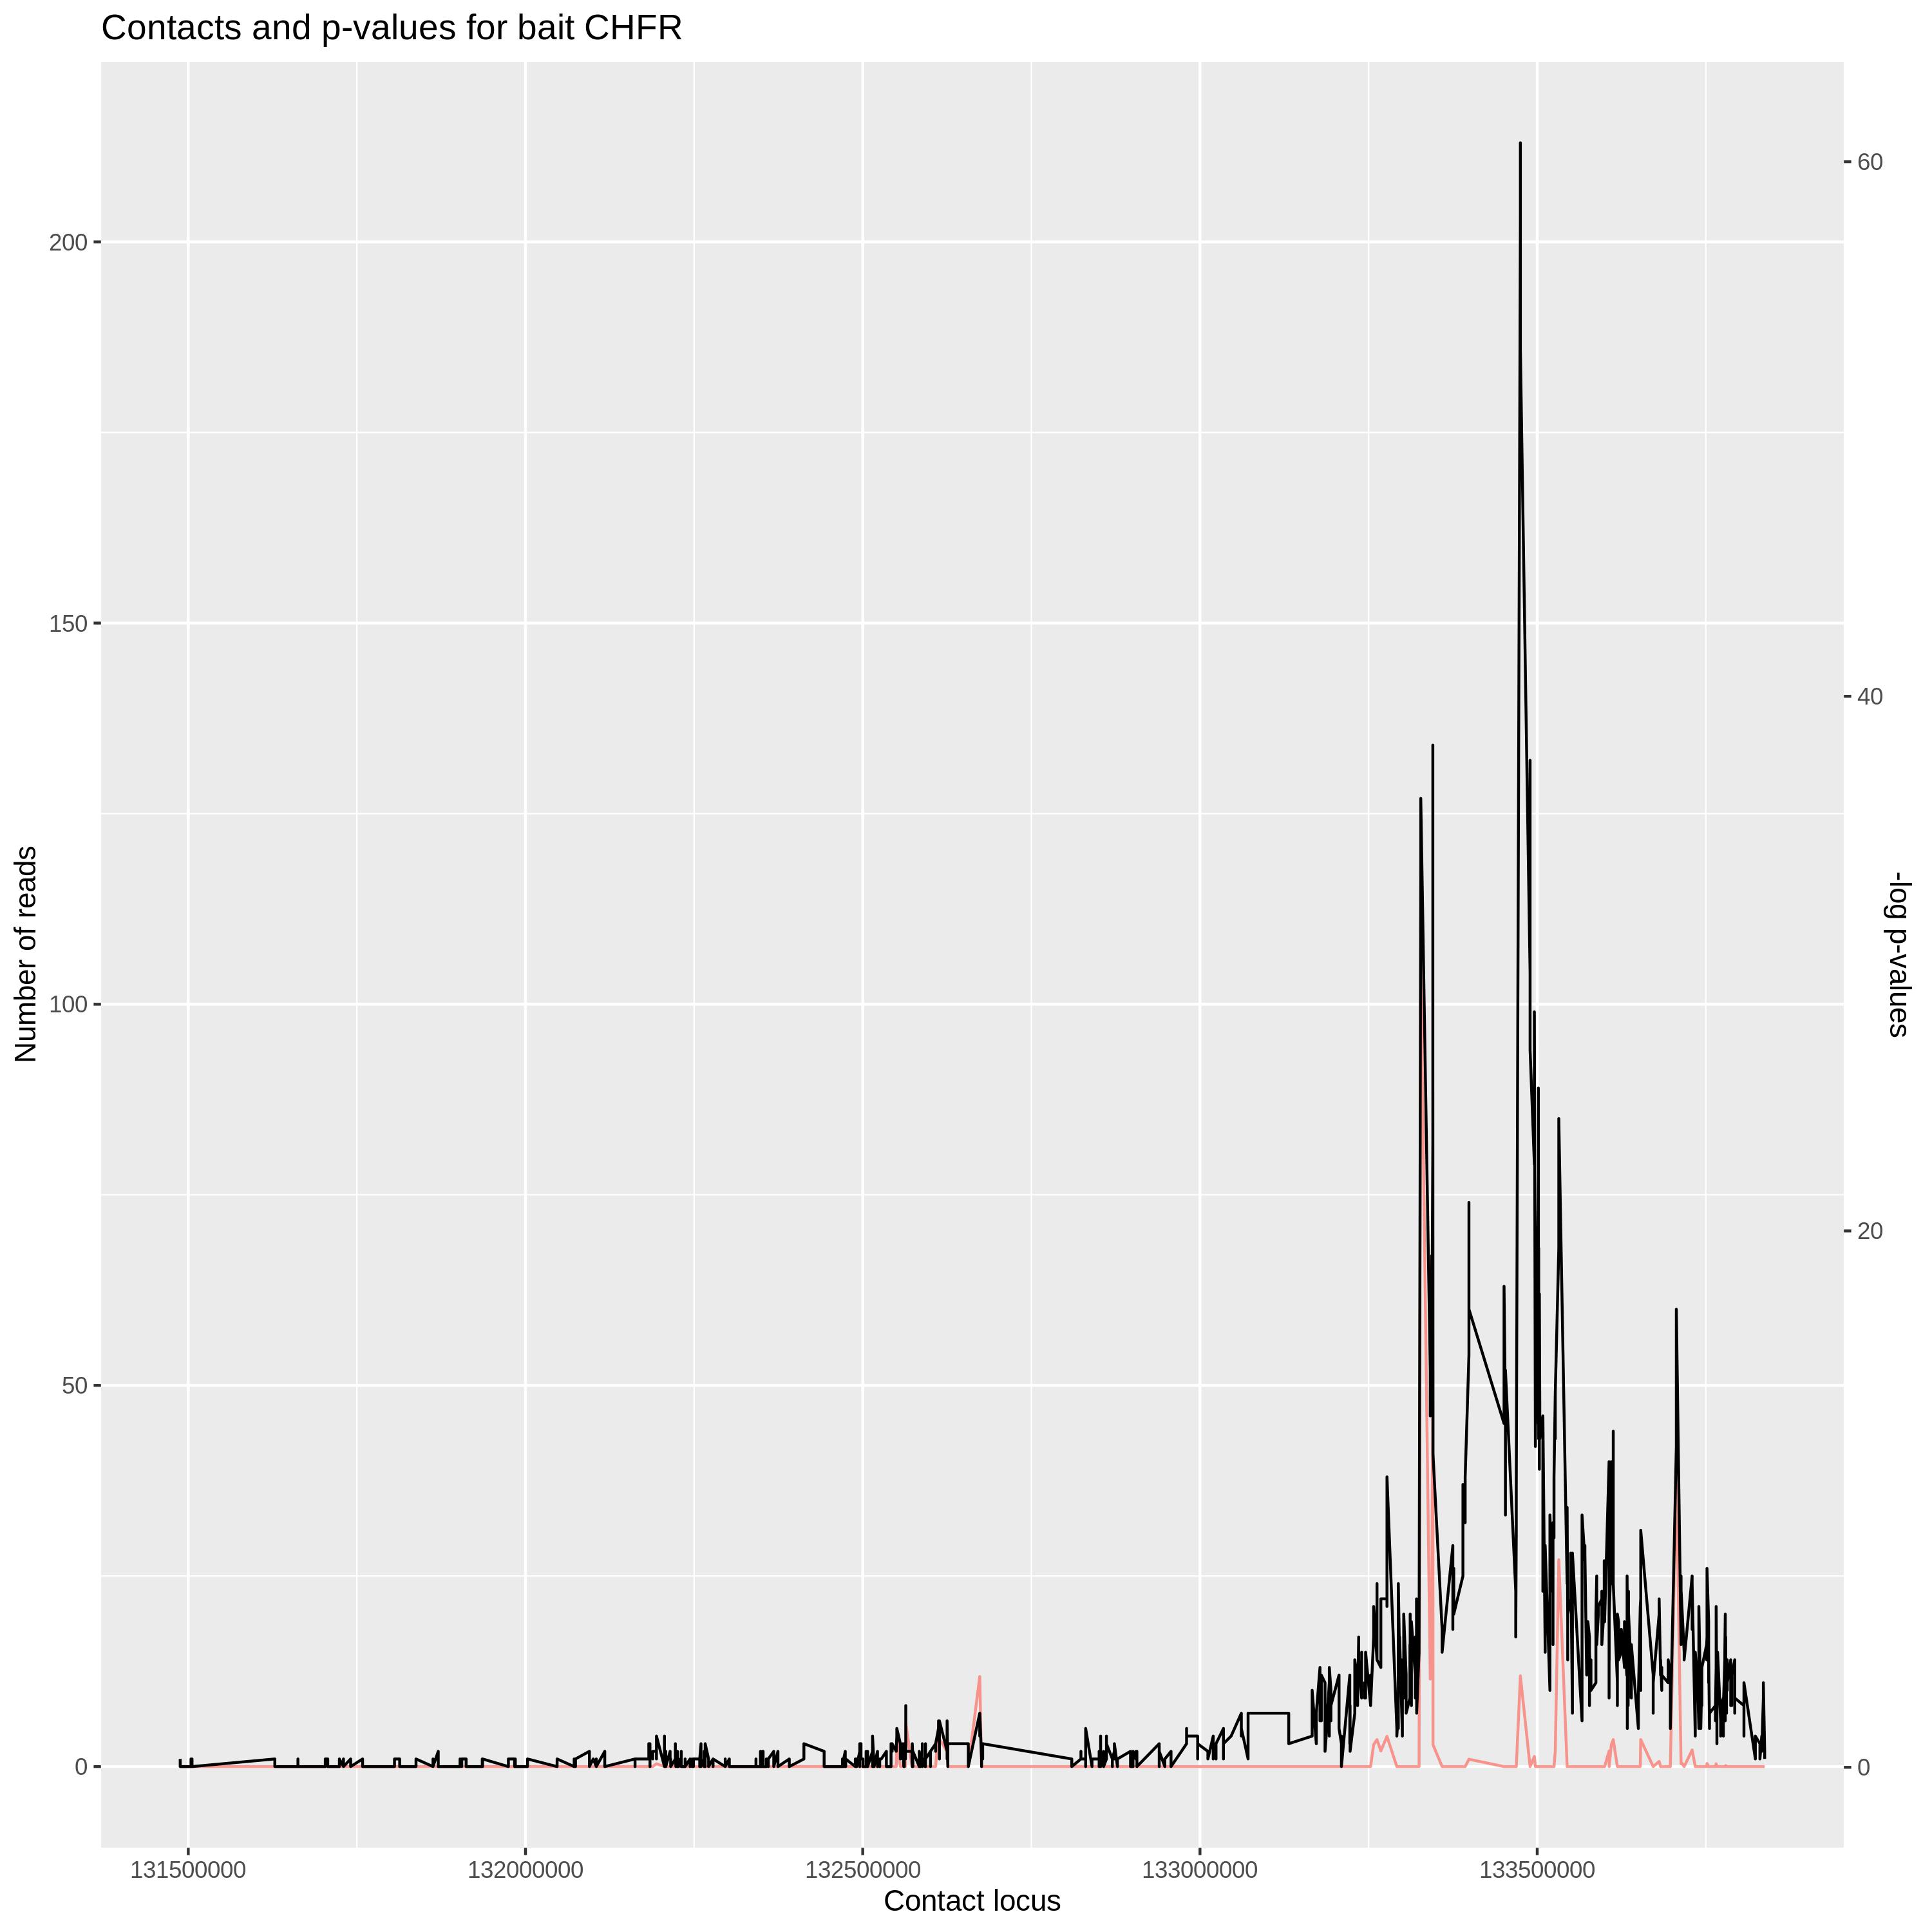 Contacts and p-values for bait CHFR
Number of reads
200
150
100
50
0
60
40
20
0
-log p-values
131500000 132000000 132500000 133000000 133500000
Contact locus